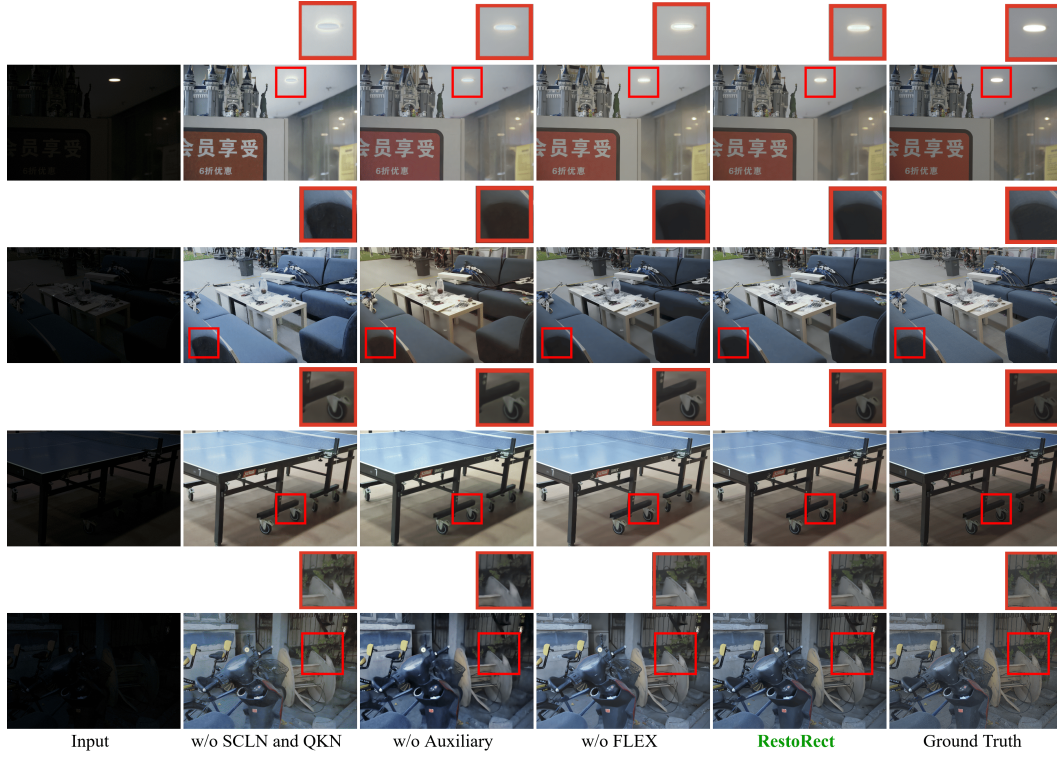 会员享受
6折优惠
会员享受
6折优惠
会员享受
6折优惠
会员享受
6折优惠
会员享受
6折优惠
Input
w/o SCLN and QKN
w/o Auxiliary
w/o FLEX
RestoRect
Ground Truth